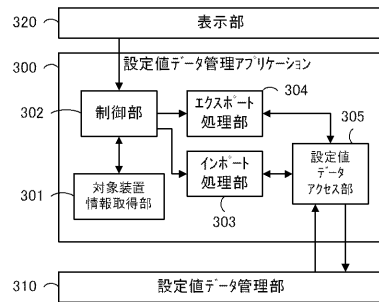 320
表示部
300
設定値データ管理アプリケーション
302
制御部
エクスポート
処理部
304
305
設定値
データ
アクセス部
インポート
処理部
303
301
対象装置
情報取得部
310
設定値データ管理部